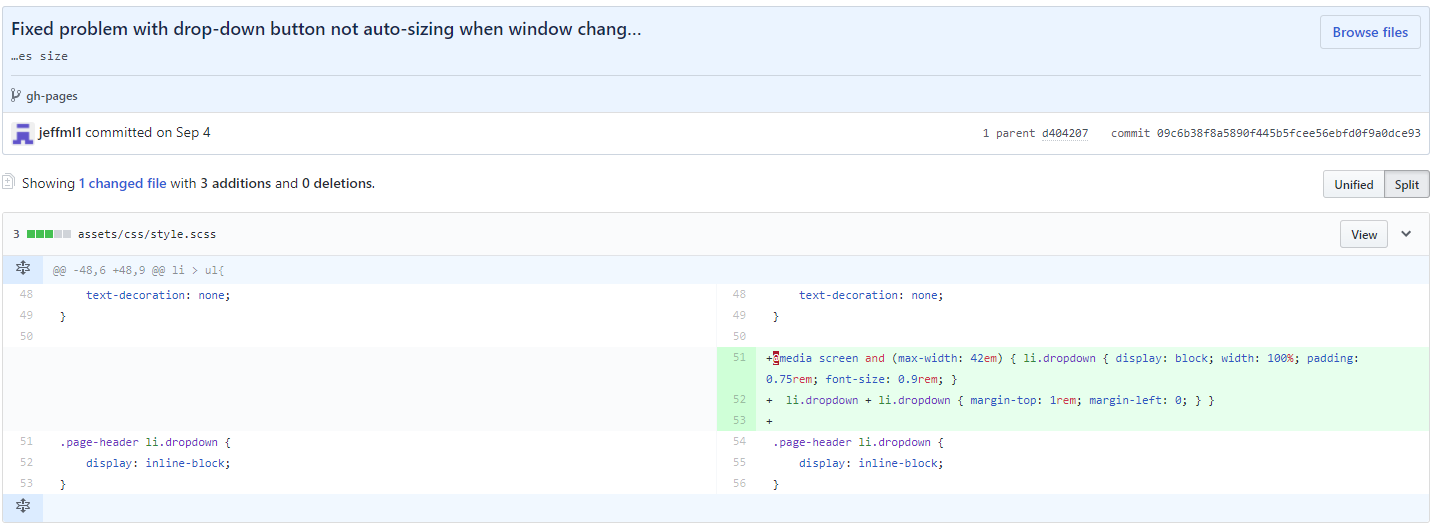 Fixed problem with drop-down button not auto-sizing when window chang…
Browse files
…es size
gh-pages
jeffml1 committed on Sep 4
1 parent d404207 commit 09c6b38f8a5890f445b5fcee56ebfd0f9a0dce93
Showing 1 changed file with 3 additions and 0 deletions.
Unified Split
3 assets/css/style.scss
View
@@ -48,6 +48,9 @@ li > ul{
48 text-decoration: none; 48 text-decoration: none;
49 } 49 }
50 50
51 +@media screen and (max-width: 42em) { li.dropdown { display: block; width: 100%; padding:
0.75rem; font-size: 0.9rem; }
52 + li.dropdown + li.dropdown { margin-top: 1rem; margin-left: 0; } }
53 +
51 .page-header li.dropdown { 54 .page-header li.dropdown {
52 display: inline-block; 55 display: inline-block;
53 } 56 }